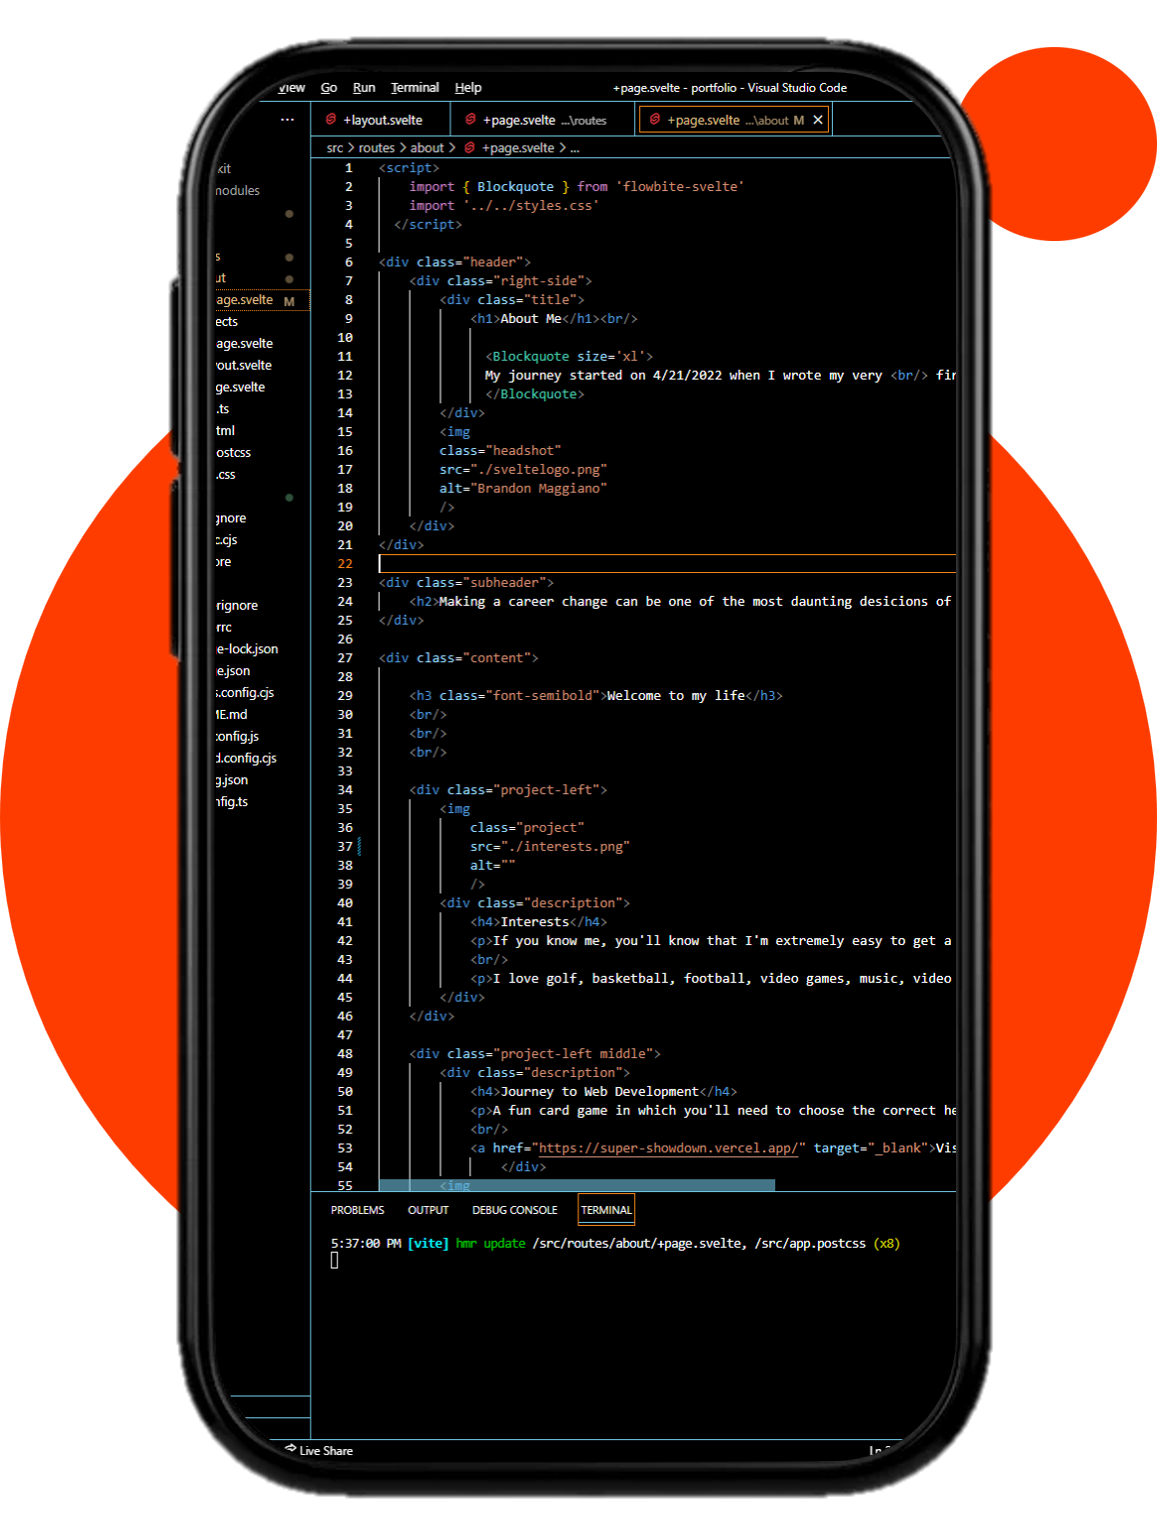 View Go Run Terminal Help +page.svelte - portfolio - Visual Studio Code
... +layout.svelte +page.svelte ...\routes +page.svelte ...\about M ×
src > routes > about > +page.svelte > ...
kit
modules
s
ut
age.svelte M
ects
age.svelte
out.svelte
ge.svelte
.ts
tml
ostcss
.css
gnore
c.cjs
ore
rignore
rrc
e-lock.json
e.json
s.config.cjs
ME.md
config.js
d.config.cjs
g.json
nfig.ts
1 <script>
2 import { Blockquote } from 'flowbite-svelte'
3 import '../../styles.css'
4 </script>
5
6 <div class="header">
7 <div class="right-side">
8 <div class="title">
9 <h1>About Me</h1><br/>
10
11 <Blockquote size='xl'>
12 My journey started on 4/21/2022 when I wrote my very <br/> fir
13 </Blockquote>
14 </div>
15 <img
16 class="headshot"
17 src="./sveltelogo.png"
18 alt="Brandon Maggiano"
19 />
20 </div>
21 </div>
22
23 <div class="subheader">
24 <h2>Making a career change can be one of the most daunting desicions of
25 </div>
26
27 <div class="content">
28
29 <h3 class="font-semibold">Welcome to my life</h3>
30 <br/>
31 <br/>
32 <br/>
33
34 <div class="project-left">
35 <img
36 class="project"
37 src="./interests.png"
38 alt=""
39 />
40 <div class="description">
41 <h4>Interests</h4>
42 <p>If you know me, you'll know that I'm extremely easy to get a
43 <br/>
44 <p>I love golf, basketball, football, video games, music, video
45 </div>
46 </div>
47
48 <div class="project-left middle">
49 <div class="description">
50 <h4>Journey to Web Development</h4>
51 <p>A fun card game in which you'll need to choose the correct he
52 <br/>
53 <a href="https://super-showdown.vercel.app/" target="_blank">Vis
54 </div>
55 <img
PROBLEMS OUTPUT DEBUG CONSOLE TERMINAL
5:37:00 PM [vite] hmr update /src/routes/about/+page.svelte, /src/app.postcss (x8)
Live Share Ln